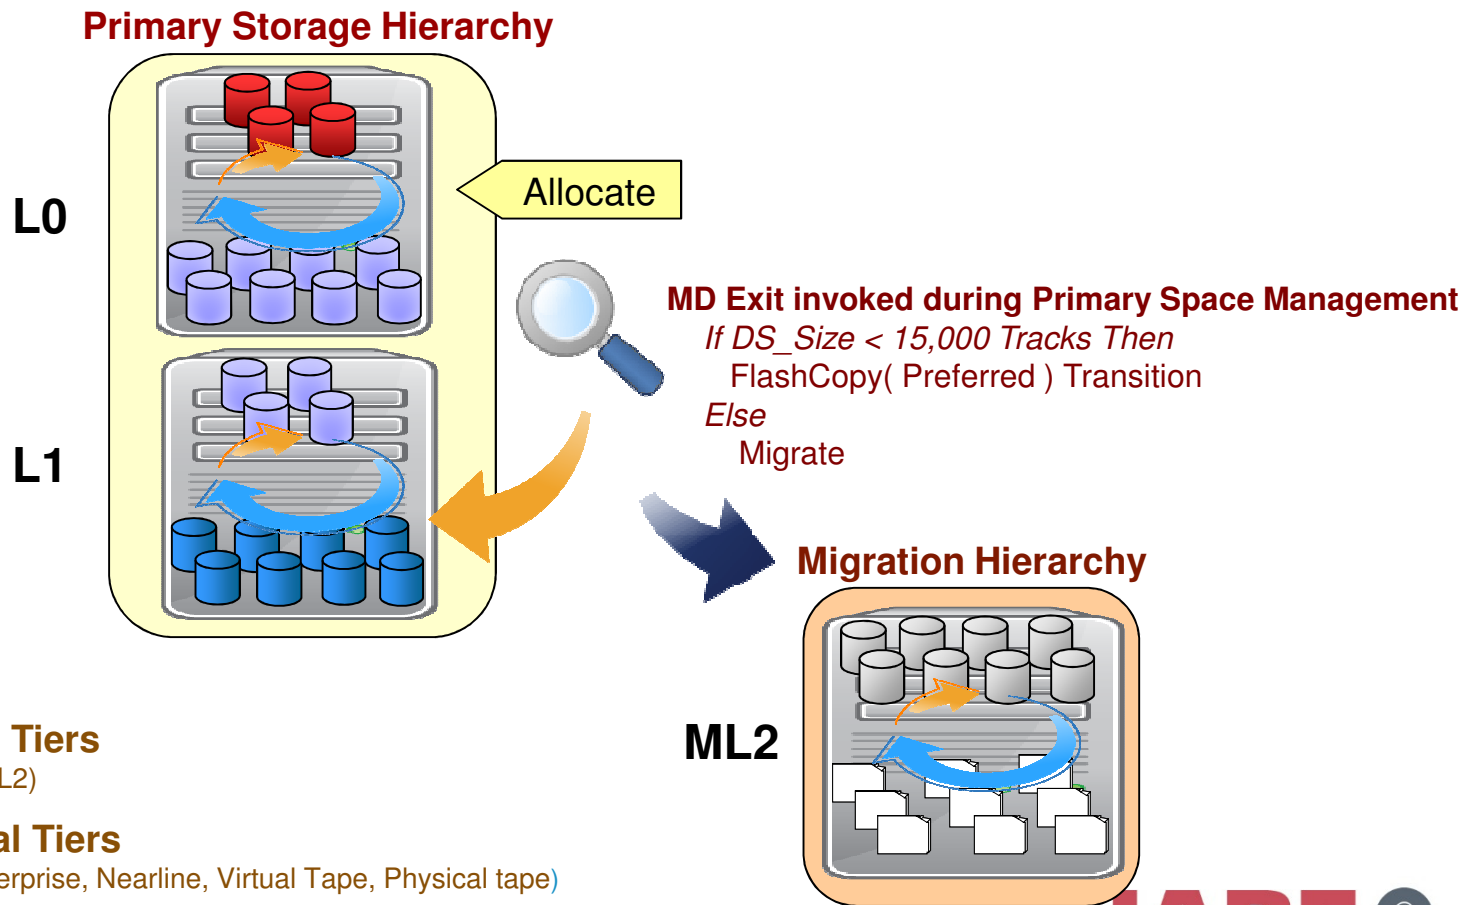 Primary Storage Hierarchy
L0
Allocate
MD Exit invoked during Primary Space Management
If DS_Size < 15,000 Tracks Then
FlashCopy( Preferred ) Transition
Else
Migrate
L1
Migration Hierarchy
ML2
Tiers
L2)
al Tiers
erprise, Nearline, Virtual Tape, Physical tape)